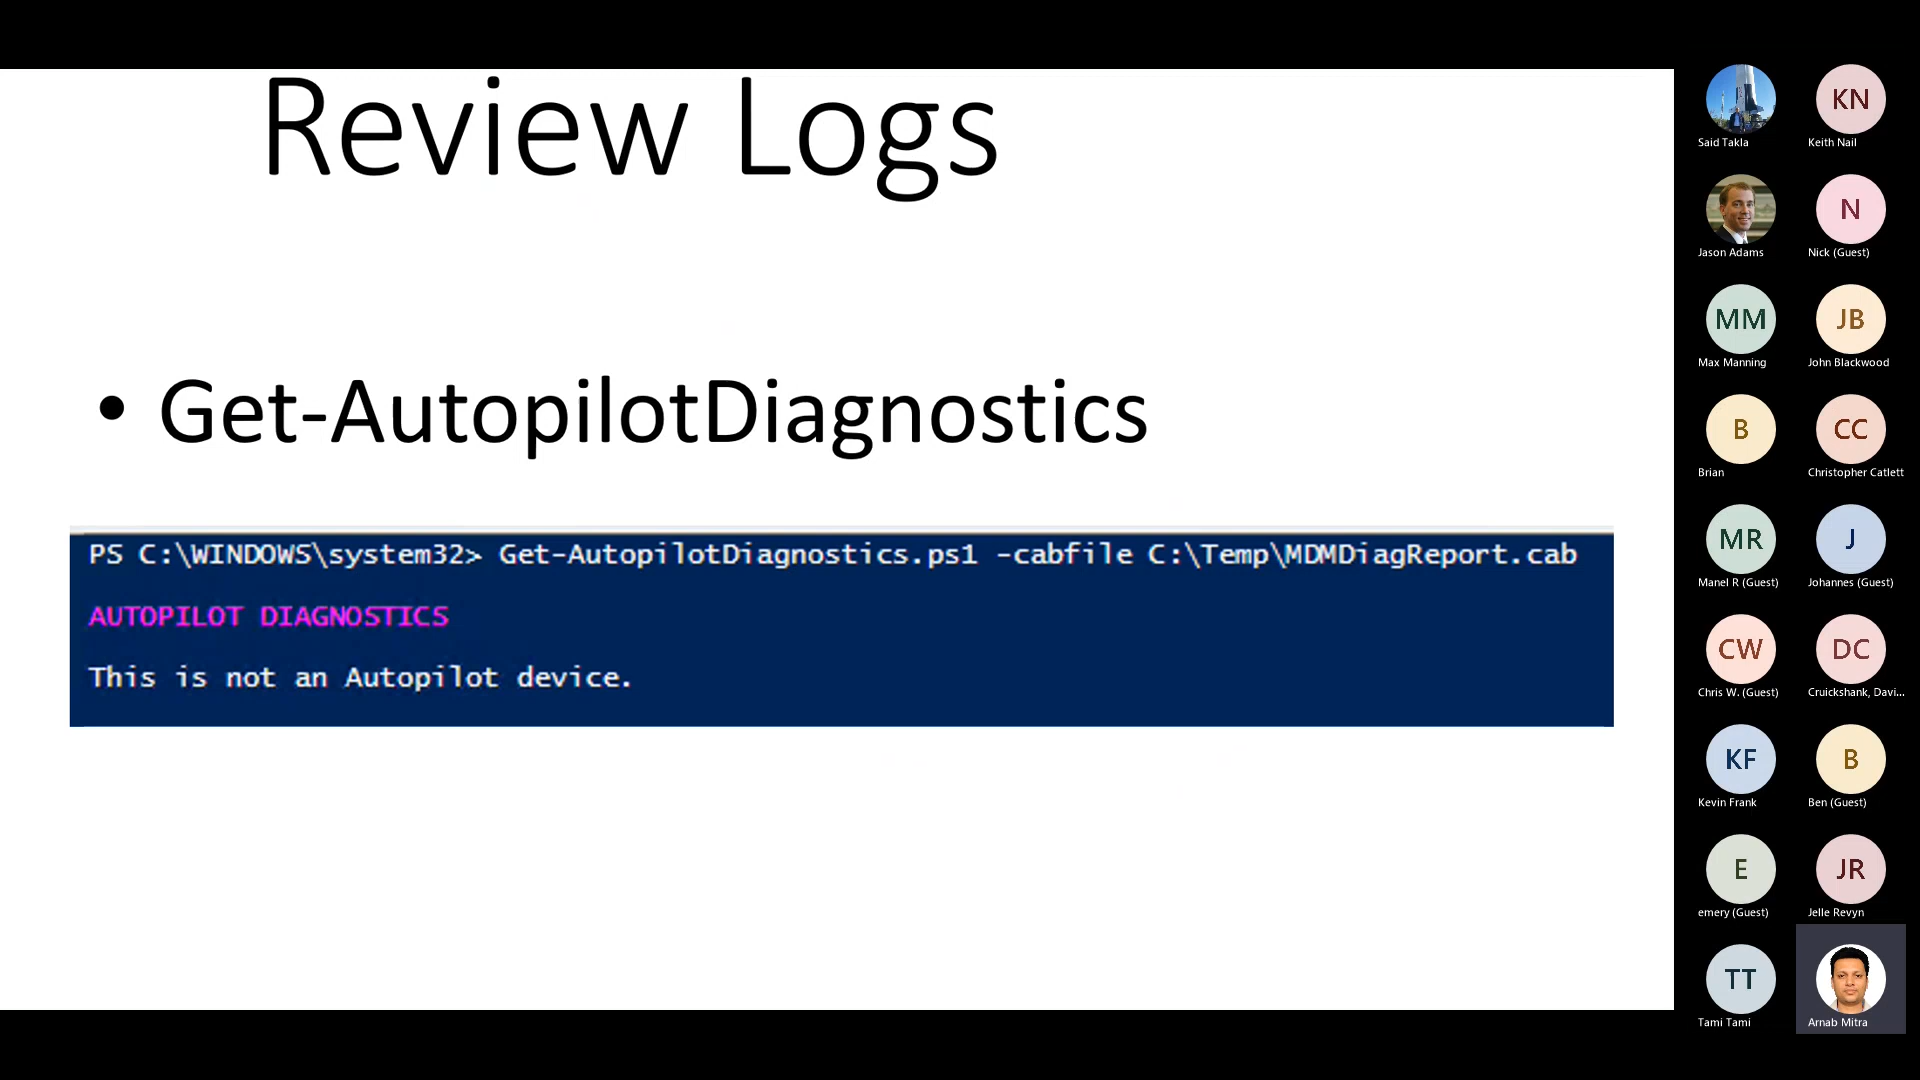 Review Logs
• Get-AutopilotDiagnostics
PS C:\WINDOWS\system32> Get-AutopilotDiagnostics.ps1 -cabfile C:\Temp\MDMDiagReport.cab
AUTOPILOT DIAGNOSTICS
This is not an Autopilot device.
KN
Said Takla
Keith Nail
N
Jason Adams
Nick (Guest)
MM
JB
Max Manning
John Blackwood
B
CC
Brian
Christopher Catlett
MR
J
Manel R (Guest)
Johannes (Guest)
CW
DC
Chris W. (Guest)
Cruickshank, Davi...
KF
B
Kevin Frank
Ben (Guest)
E
JR
emery (Guest)
Jelle Revyn
TT
Tami Tami
Arnab Mitra